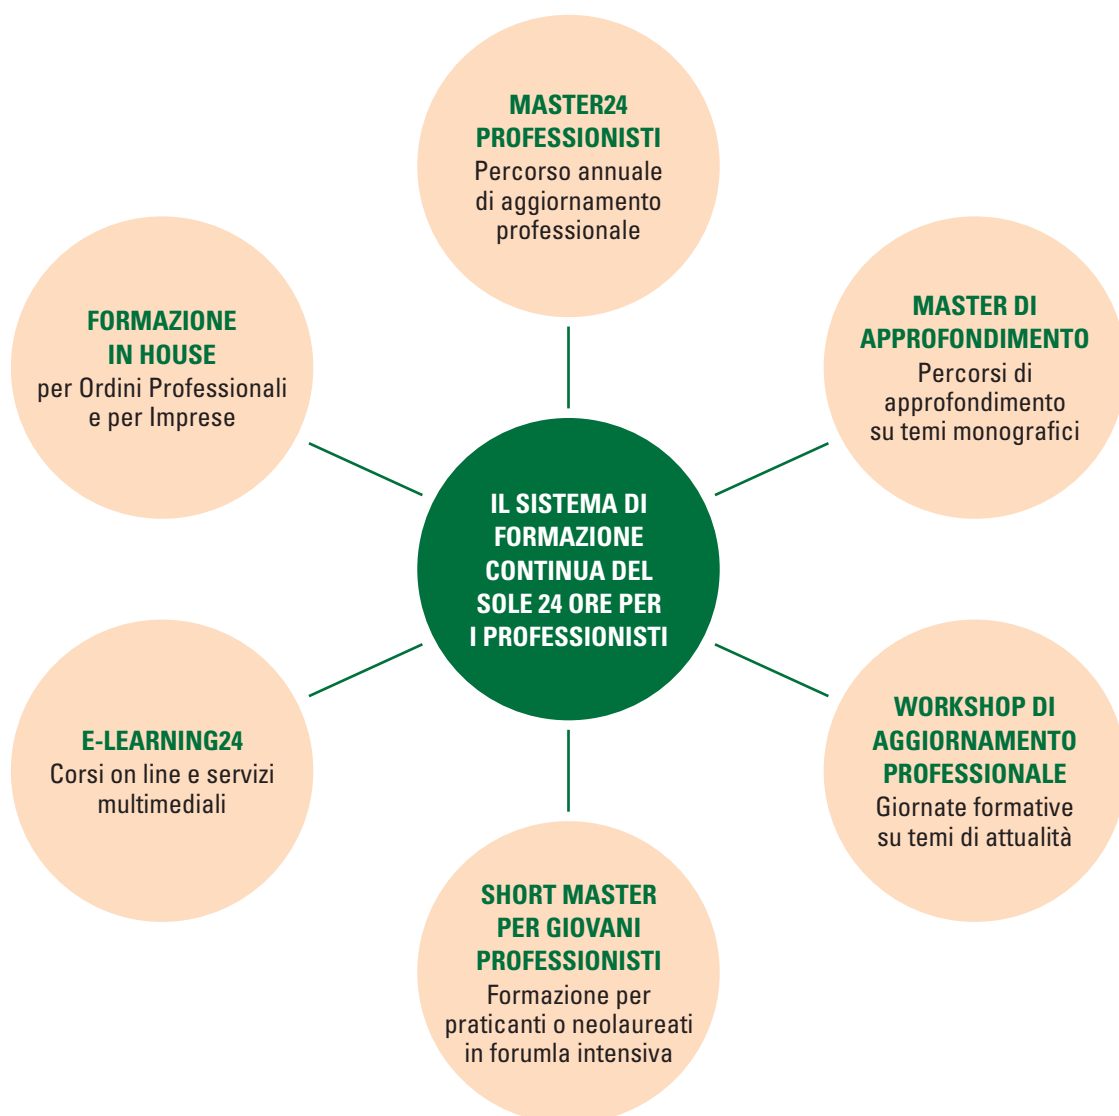 MASTER24
PROFESSIONISTI
Percorso annuale
di aggiornamento
professionale
FORMAZIONE
IN HOUSE
per Ordini Professionali
e per Imprese
MASTER DI
APPROFONDIMENTO
Percorsi di
approfondimento
su temi monografici
IL SISTEMA DI
FORMAZIONE
CONTINUA DEL
SOLE 24 ORE PER
I PROFESSIONISTI
E-LEARNING24
Corsi on line e servizi
multimediali
WORKSHOP DI
AGGIORNAMENTO
PROFESSIONALE
Giornate formative
su temi di attualità
SHORT MASTER
PER GIOVANI
PROFESSIONISTI
Formazione per
praticanti o neolaureati
in forumla intensiva